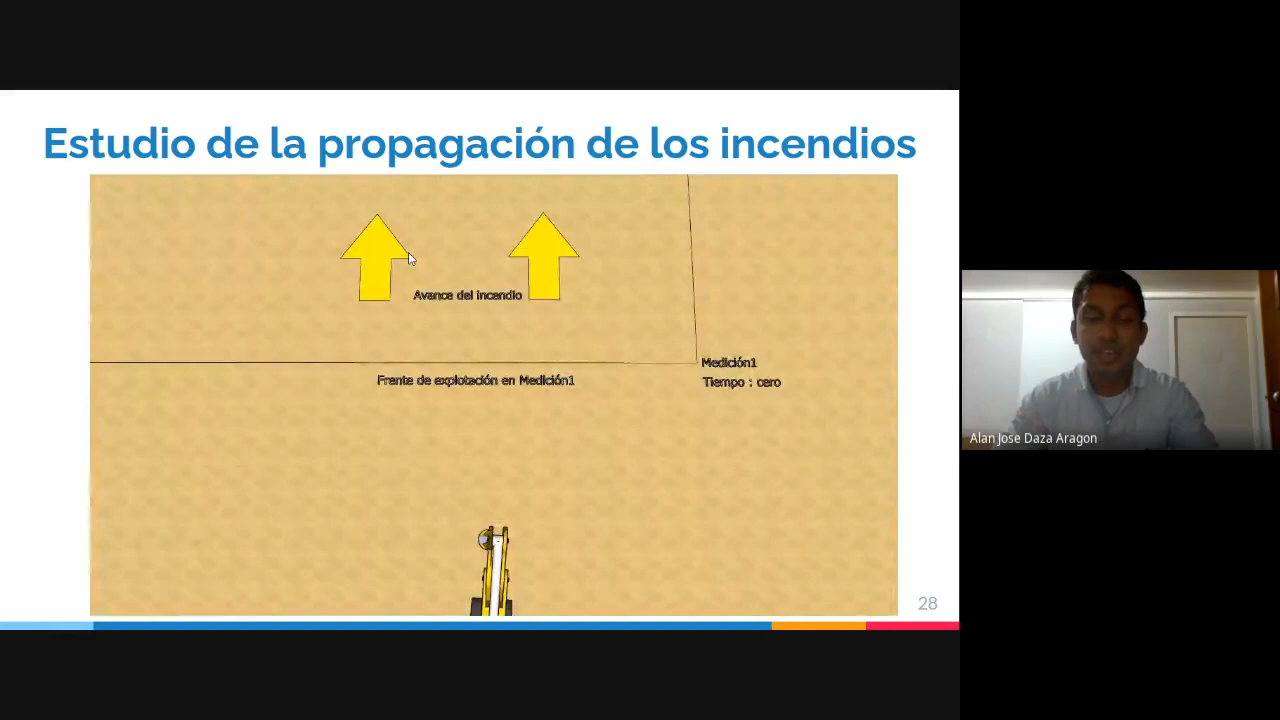 Estudio de la propagación de los incendios
Avance del incendio
Medición1
Frente de explotación en Medición1
Tiempo : cero
28
Alan Jose Daza Aragon